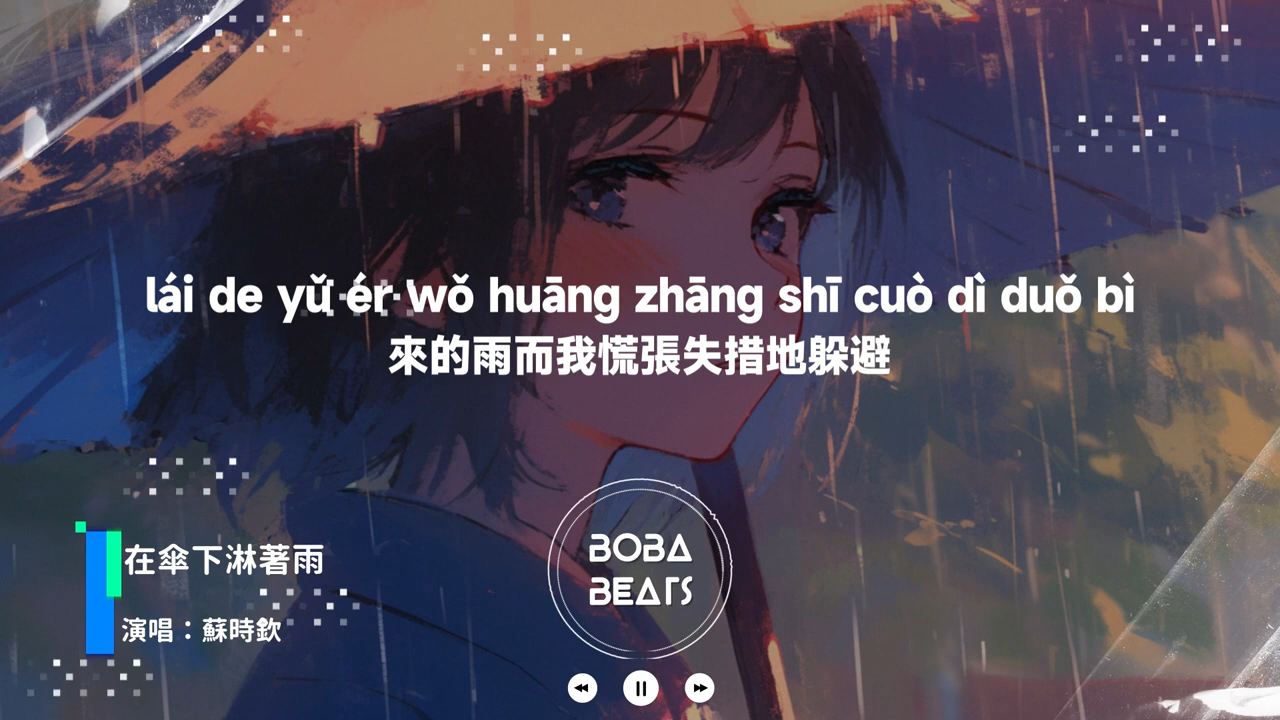 lái de yǔ ér wǒ huāng zhāng shī cuò dì duǒ bì
來的雨而我慌張失措地躲避
在傘下淋著雨
演唱：蘇時欽
BOBA
BEATS